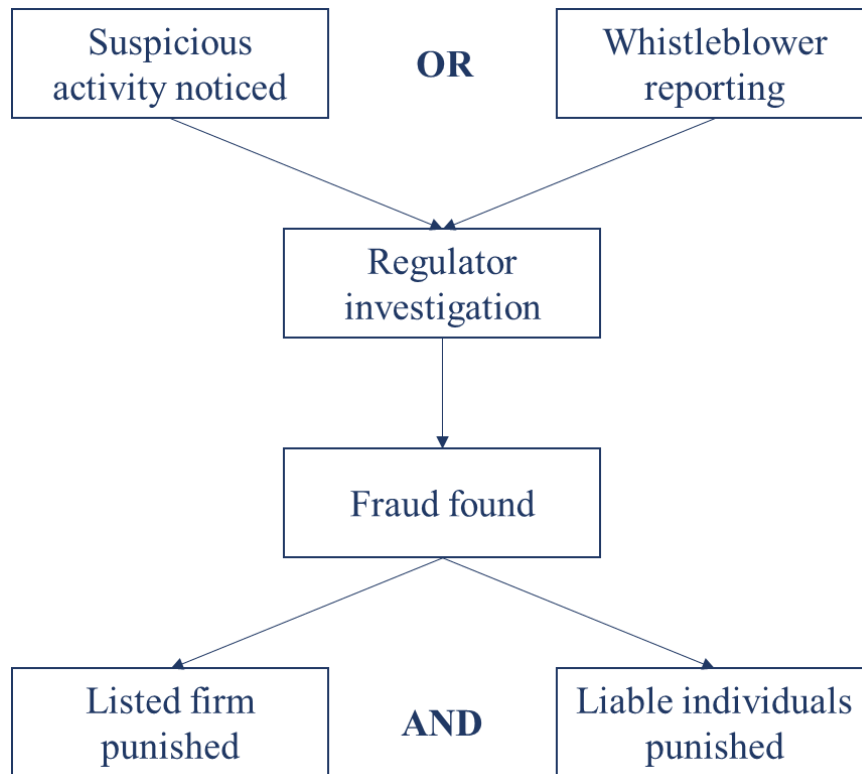 Suspicious
activity noticed
OR
Whistleblower
reporting
Regulator
investigation
Fraud found
Listed firm
punished
AND
Liable individuals
punished